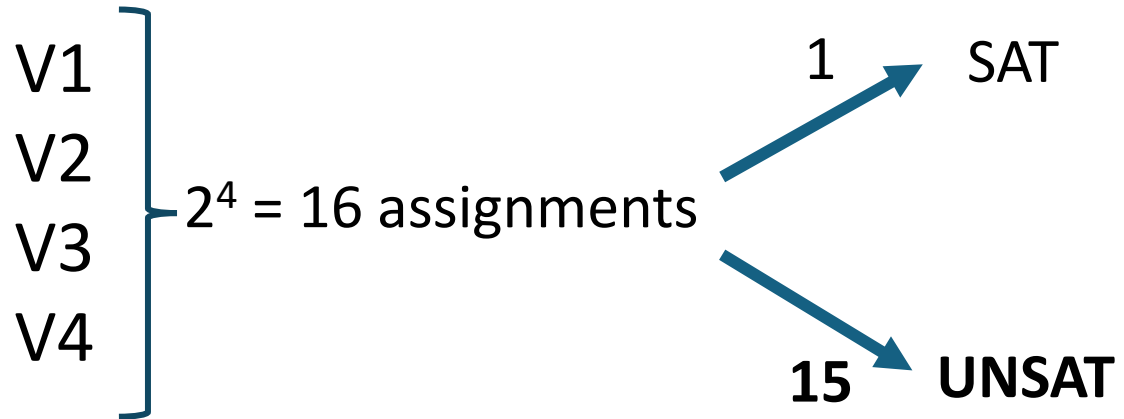 V1
V2
V3
V4
2⁴ = 16 assignments
1
SAT
15
UNSAT